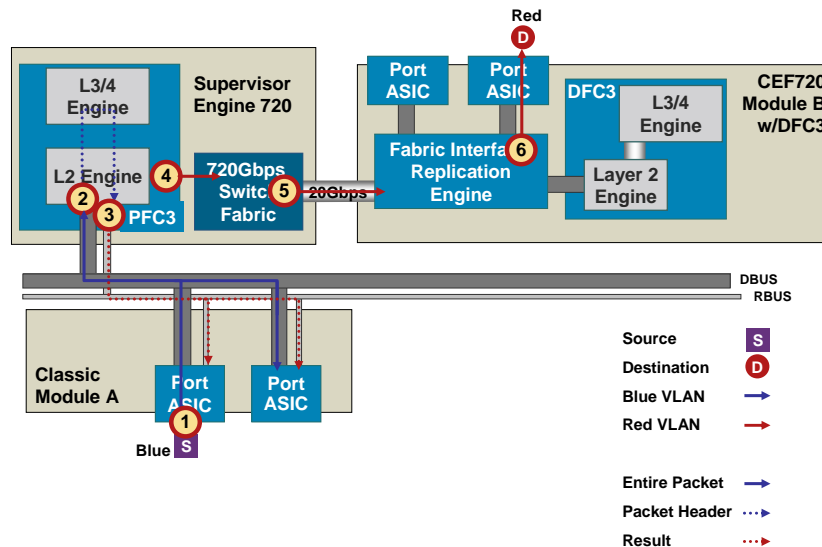 Red
D
L3/4
Engine
Supervisor
Engine 720
Port
ASIC
Port
ASIC
DFC3
L3/4
Engine
CEF720
Module B
w/DFC3
L2 Engine
4
720Gbps
Switch
Fabric
5
20Gbps
6
Fabric Interface
Replication
Engine
Layer 2
Engine
2
3
PFC3
DBUS
RBUS
Classic
Module A
Port
ASIC
Port
ASIC
1
Blue
S
Source
S
Destination
D
Blue VLAN
Red VLAN
Entire Packet
Packet Header
Result